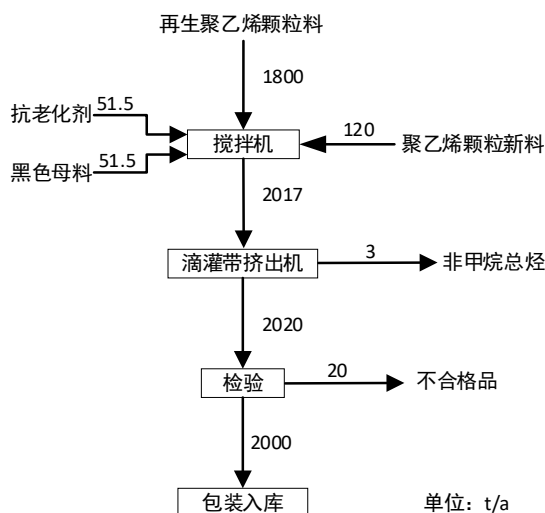 再生聚乙烯颗粒料
1800
抗老化剂
51.5
搅拌机
120
聚乙烯颗粒新料
黑色母料
51.5
2017
滴灌带挤出机
3
非甲烷总烃
2020
检验
20
不合格品
2000
包装入库
单位：t/a